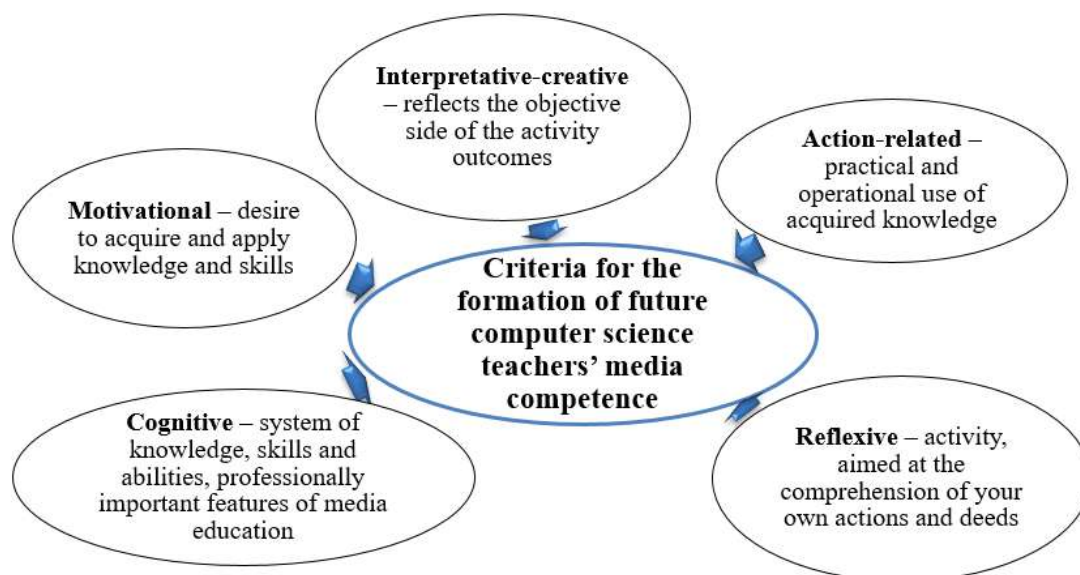 Interpretative-creative
– reflects the objective
side of the activity
outcomes
Action-related –
practical and
operational use of
acquired knowledge
Motivational – desire
to acquire and apply
knowledge and skills
Criteria for the
formation of future
computer science
teachers’ media
competence
Cognitive – system of
knowledge, skills and
abilities, professionally
important features of media
education
Reflexive – activity,
aimed at the
comprehension of your
own actions and deeds